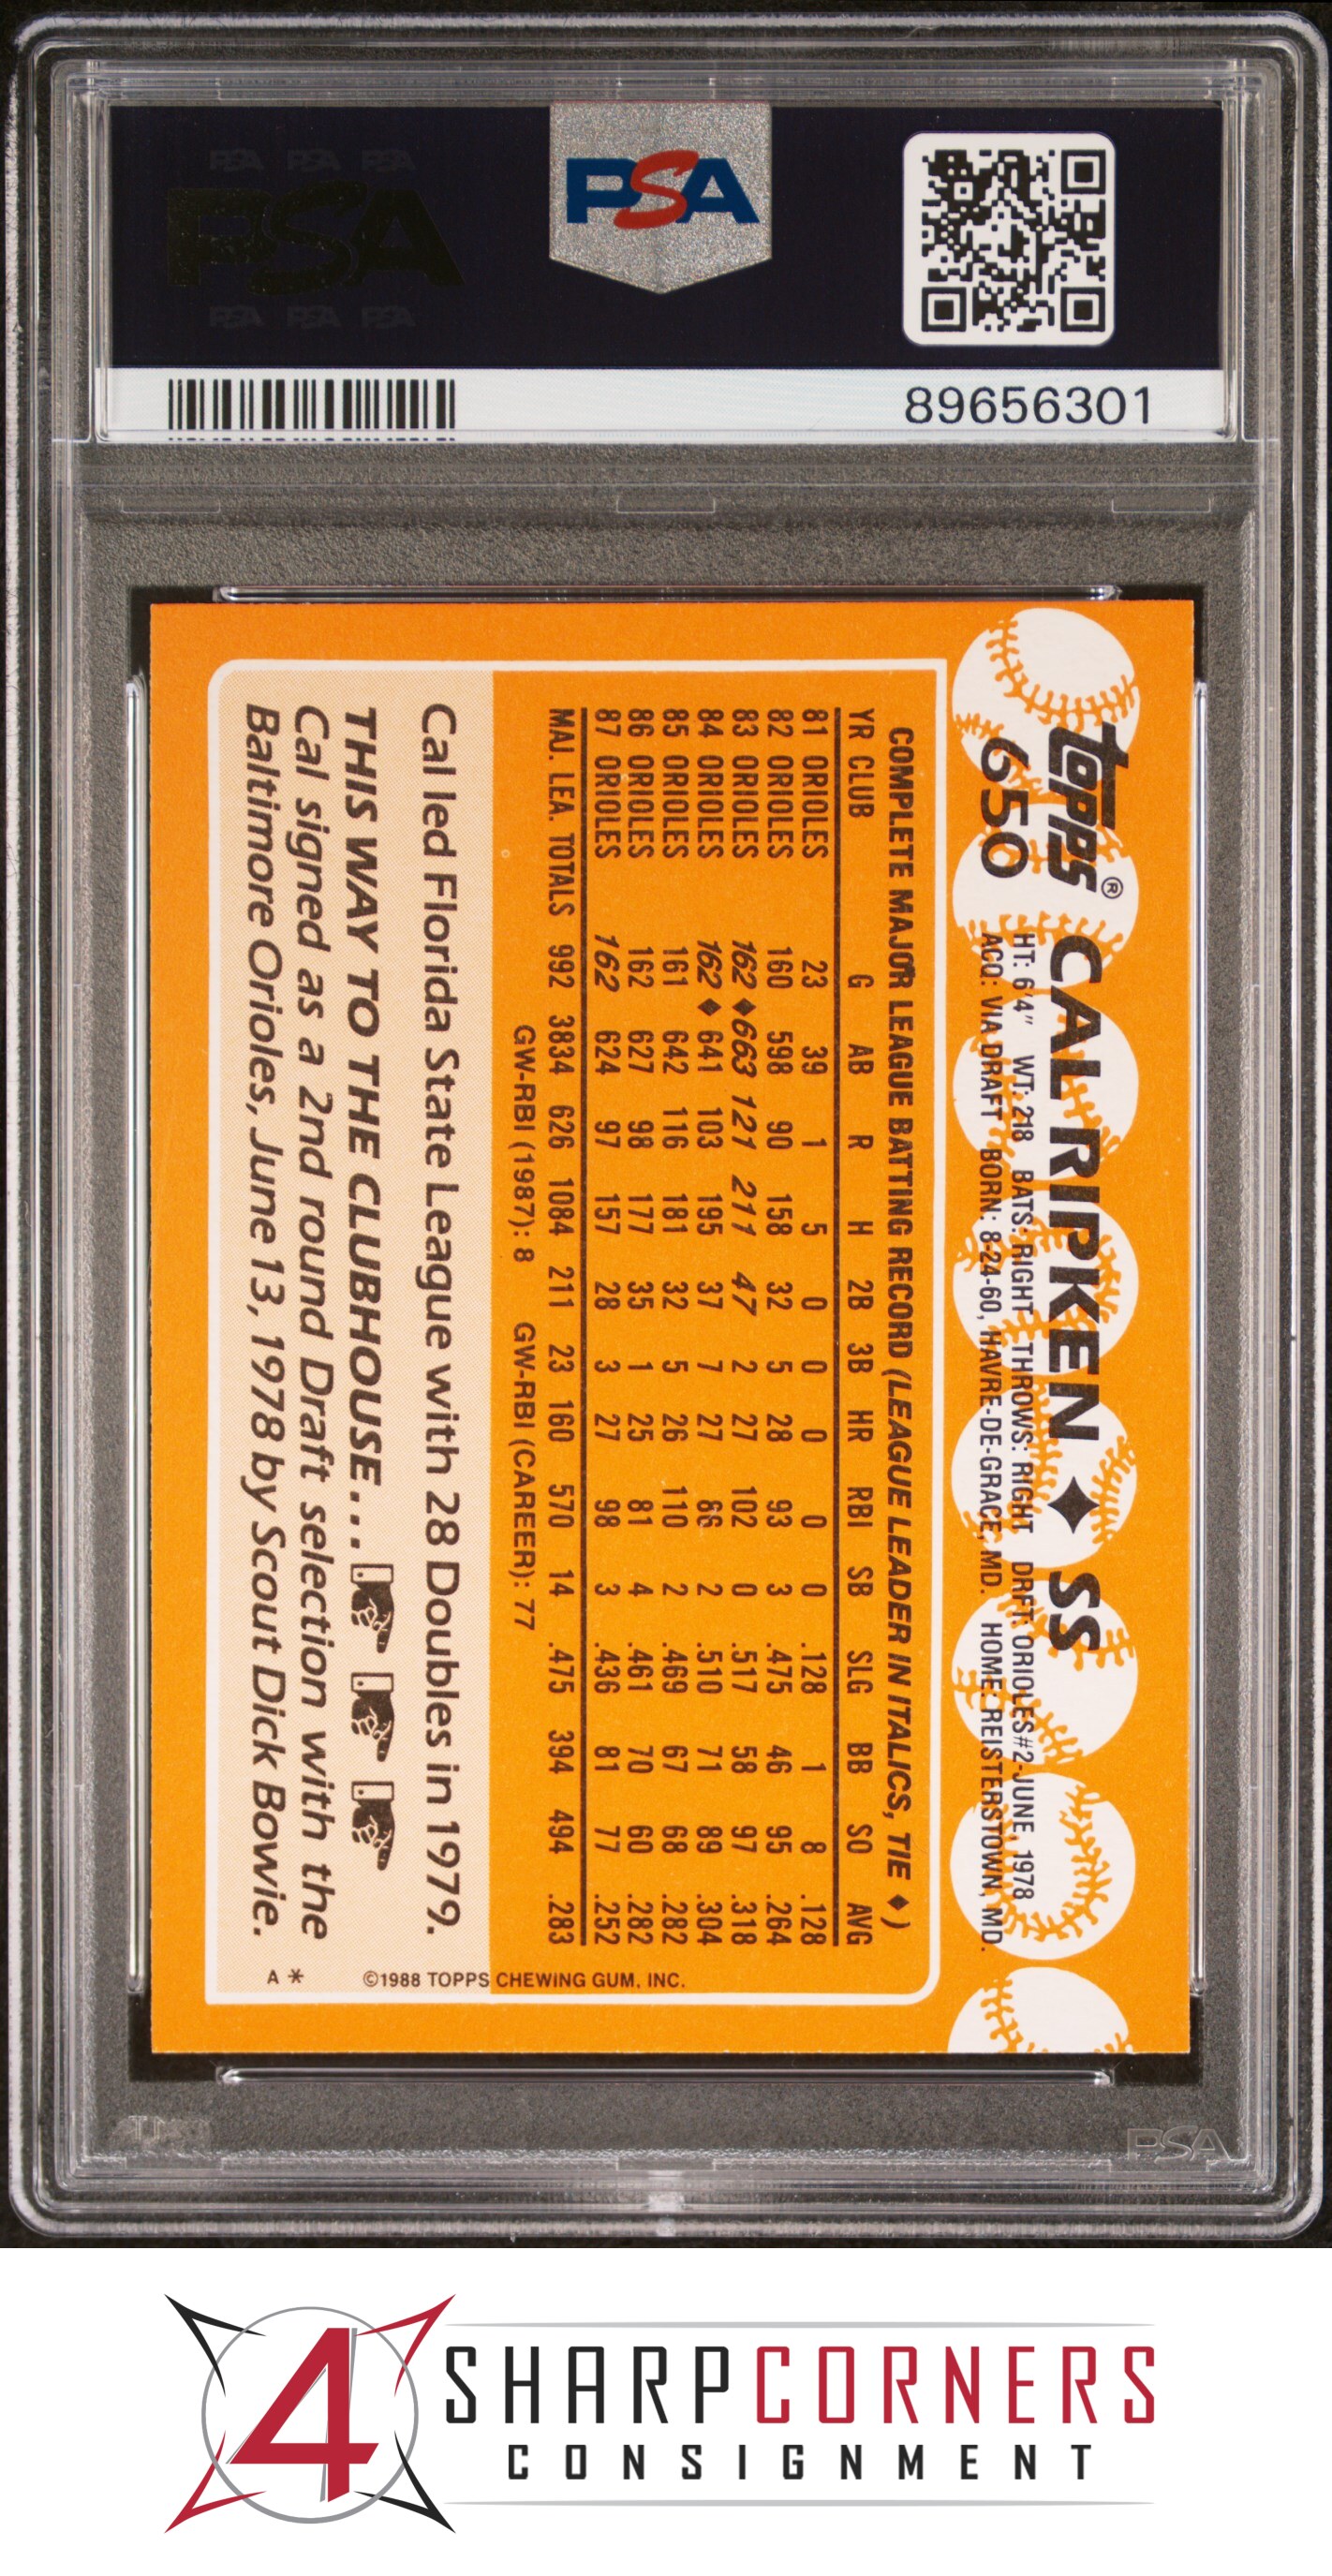 PSA PSA PSA
PSA
PSA PSA PSA
PSA
89656301
topps®
650
CAL RIPKEN ♦ SS
HT: 6'4" WT: 218 BATS: RIGHT THROWS: RIGHT DRFT: ORIOLES#2-JUNE, 1978
ACQ: VIA DRAFT BORN: 8-24-60, HAVRE-DE-GRACE, MD. HOME: REISTERSTOWN, MD.
COMPLETE MAJOR LEAGUE BATTING RECORD (LEAGUE LEADER IN ITALICS, TIE ♦)
YR CLUB G AB R H 2B 3B HR RBI SB SLG BB SO AVG
81 ORIOLES 23 39 1 5 0 0 0 0 0 .128 1 8 .128
82 ORIOLES 160 598 90 158 32 5 28 93 3 .475 46 95 .264
83 ORIOLES 162 ♦ 663 121 211 47 2 27 102 0 .517 58 97 .318
84 ORIOLES 162 ♦ 641 103 195 37 7 27 86 2 .510 71 89 .304
85 ORIOLES 161 642 116 181 32 5 26 110 2 .469 67 68 .282
86 ORIOLES 162 627 98 177 35 1 25 81 4 .461 70 60 .282
87 ORIOLES 162 624 97 157 28 3 27 98 3 .436 81 77 .252
MAJ. LEA. TOTALS 992 3834 626 1084 211 23 160 570 14 .475 394 494 .283
GW-RBI (1987): 8 GW-RBI (CAREER): 77
Cal led Florida State League with 28 Doubles in 1979.
THIS WAY TO THE CLUBHOUSE...
Cal signed as a 2nd round Draft selection with the
Baltimore Orioles, June 13, 1978 by Scout Dick Bowie.
©1988 TOPPS CHEWING GUM, INC.
A *
PSA
4
SHARPCORNERS
CONSIGNMENT